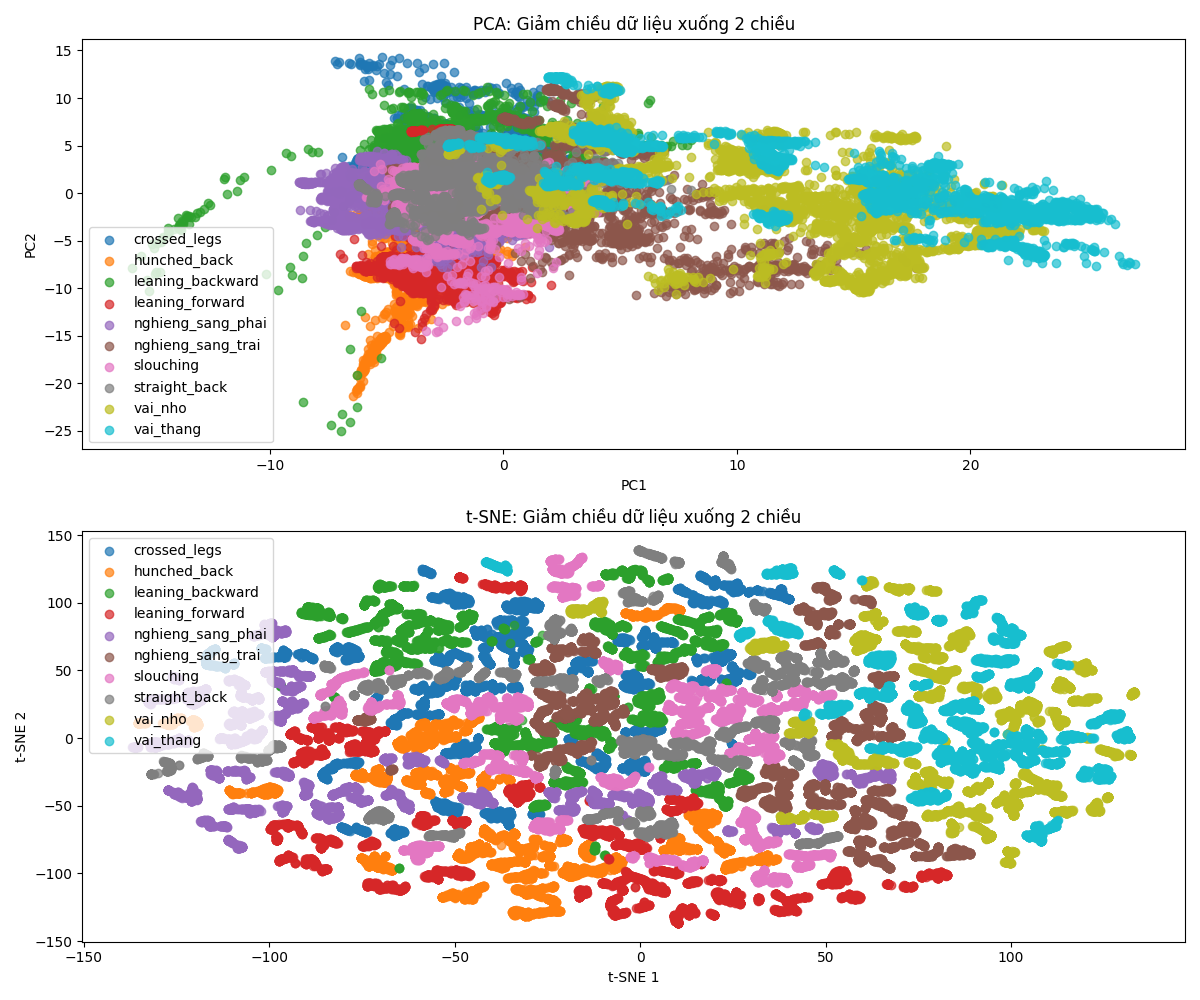 PCA: Giảm chiều dữ liệu xuống 2 chiều
15
10
5
0
−5
−10
−15
−20
−25
PC2
crossed_legs
hunched_back
leaning_backward
leaning_forward
nghieng_sang_phai
nghieng_sang_trai
slouching
straight_back
vai_nho
vai_thang
−10
0
10
20
PC1
t-SNE: Giảm chiều dữ liệu xuống 2 chiều
150
100
50
0
−50
−100
−150
t-SNE 2
crossed_legs
hunched_back
leaning_backward
leaning_forward
nghieng_sang_phai
nghieng_sang_trai
slouching
straight_back
vai_nho
vai_thang
−150
−100
−50
0
50
100
t-SNE 1